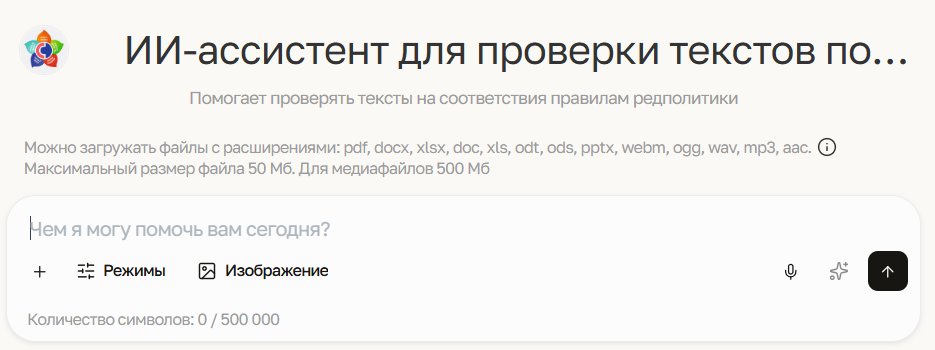 ИИ-ассистент для проверки текстов по...
Помогает проверять тексты на соответствия правилам редполитики
Можно загружать файлы с расширениями: pdf, docx, xlsx, doc, xls, odt, ods, pptx, webm, ogg, wav, mp3, aac.
Максимальный размер файла 50 Мб. Для медиафайлов 500 Мб
Чем я могу помочь вам сегодня?
Режимы Изображение
Количество символов: 0 / 500 000